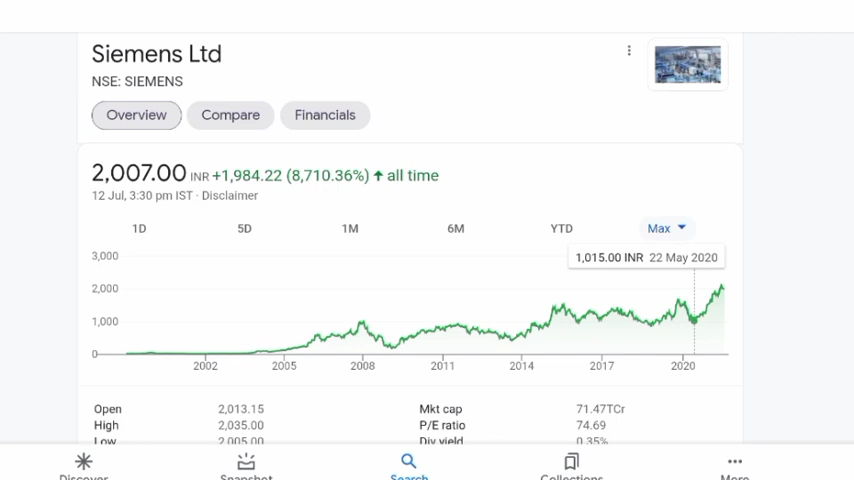 Siemens Ltd
NSE: SIEMENS
Overview Compare Financials
2,007.00 INR +1,984.22 (8,710.36%) ↑ all time
12 Jul, 3:30 pm IST · Disclaimer
1D 5D 1M 6M YTD Max
1,015.00 INR 22 May 2020
3,000
2,000
1,000
0
2002 2005 2008 2011 2014 2017 2020
Open 2,013.15 Mkt cap 71.47TCr
High 2,035.00 P/E ratio 74.69
Low 2,005.00 Div yield 0.35%
Discover Snapshot Search Collections More